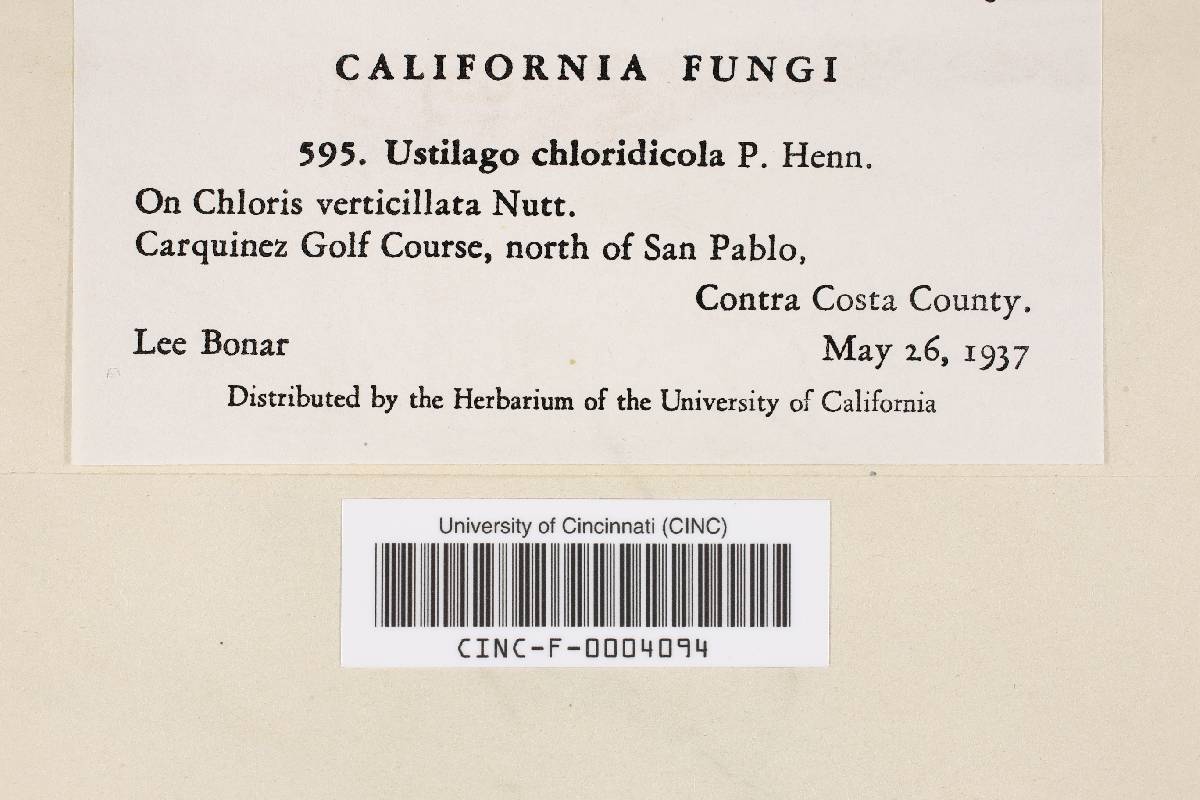 CALIFORNIA FUNGI
595. Ustilago chloridicola P. Henn.
On Chloris verticillata Nutt.
Carquinez Golf Course, north of San Pablo,
Contra Costa County.
Lee Bonar May 26, 1937
Distributed by the Herbarium of the University of California
University of Cincinnati (CINC)
CINC-F-0004094